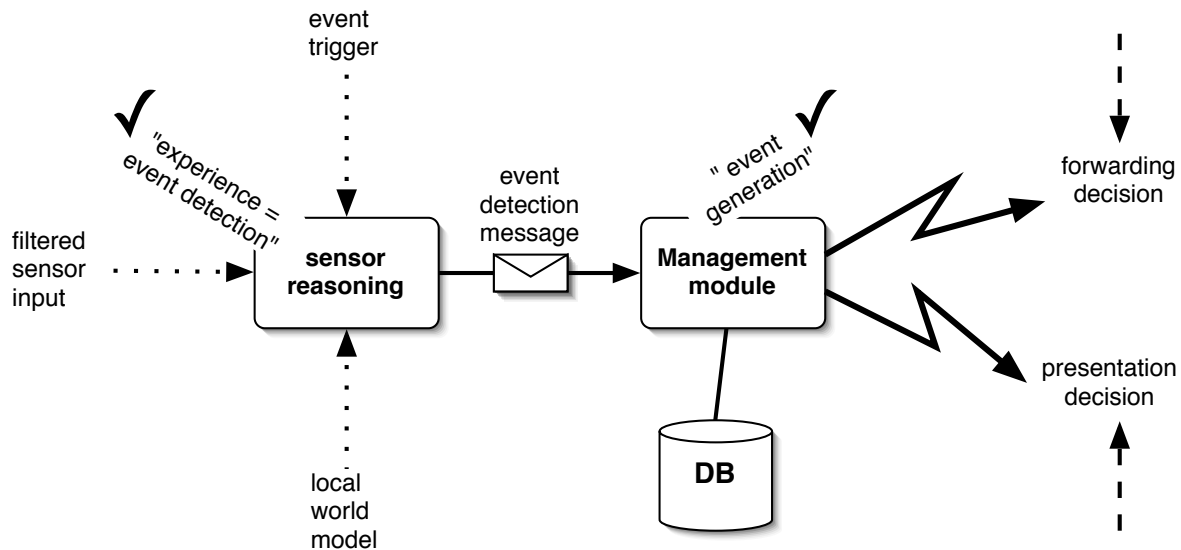 event
trigger
"experience =
event detection"
filtered
sensor
input
sensor
reasoning
local
world
model
event
detection
message
" event
generation"
Management
module
DB
forwarding
decision
presentation
decision